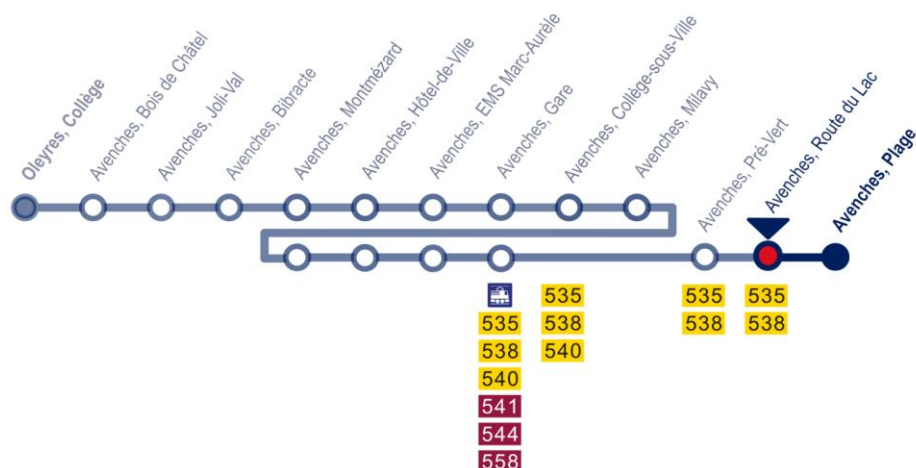 Oleyres, Collège
Avenches, Bois de Châtel
Avenches, Joli-Val
Avenches, Bibracte
Avenches, Montmézard
Avenches, Hôtel-de-Ville
Avenches, EMS Marc-Aurèle
Avenches, Gare
Avenches, Collège-sous-Ville
Avenches, Milavy
Avenches, Pré-Vert
Avenches, Route du Lac
Avenches, Plage
535
538
540
541
544
558
535
538
540
535
538
535
538